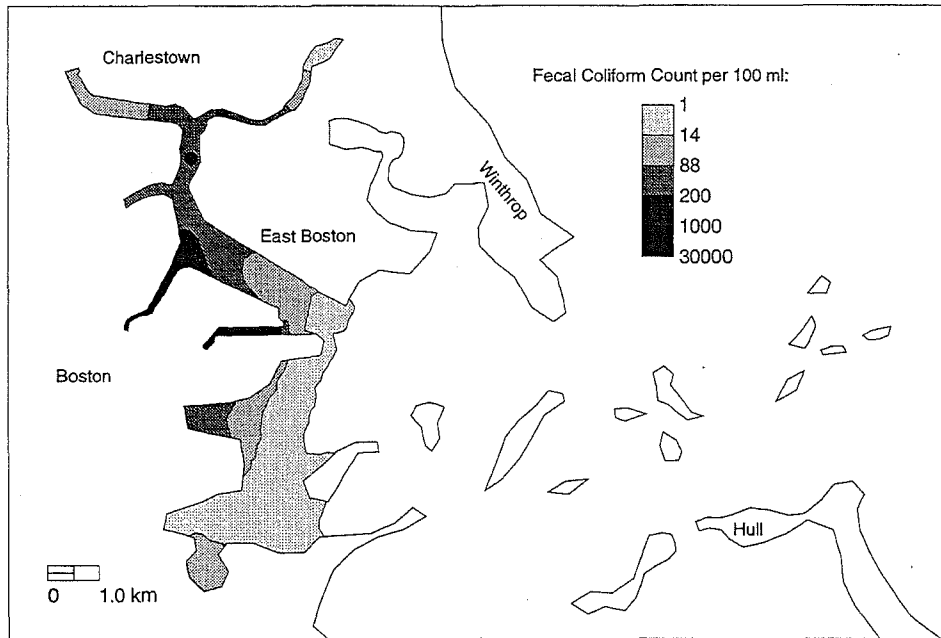 Charlestown
Fecal Coliform Count per 100 ml:
1
14
88
200
1000
30000
Winthrop
East Boston
Boston
Hull
0 1.0 km